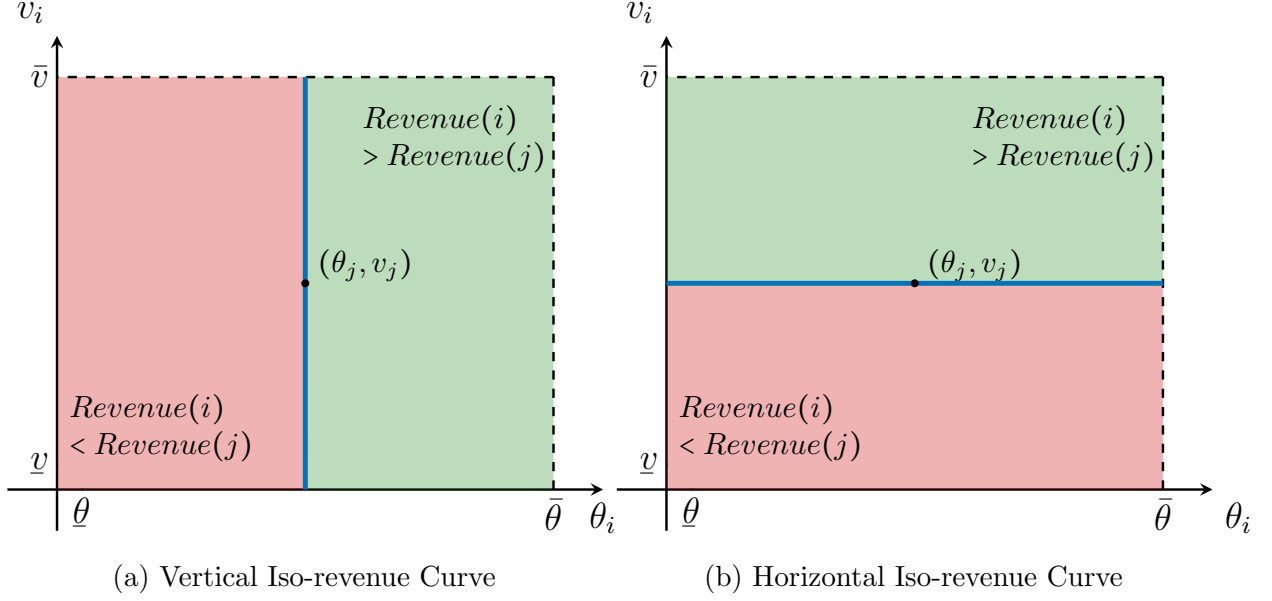 v_i
v̄
Revenue(i)
> Revenue(j)
(θ_j, v_j)
Revenue(i)
< Revenue(j)
v̲
θ̲
θ̄
θ_i
(a) Vertical Iso-revenue Curve
v_i
v̄
Revenue(i)
> Revenue(j)
(θ_j, v_j)
Revenue(i)
< Revenue(j)
v̲
θ̲
θ̄
θ_i
(b) Horizontal Iso-revenue Curve